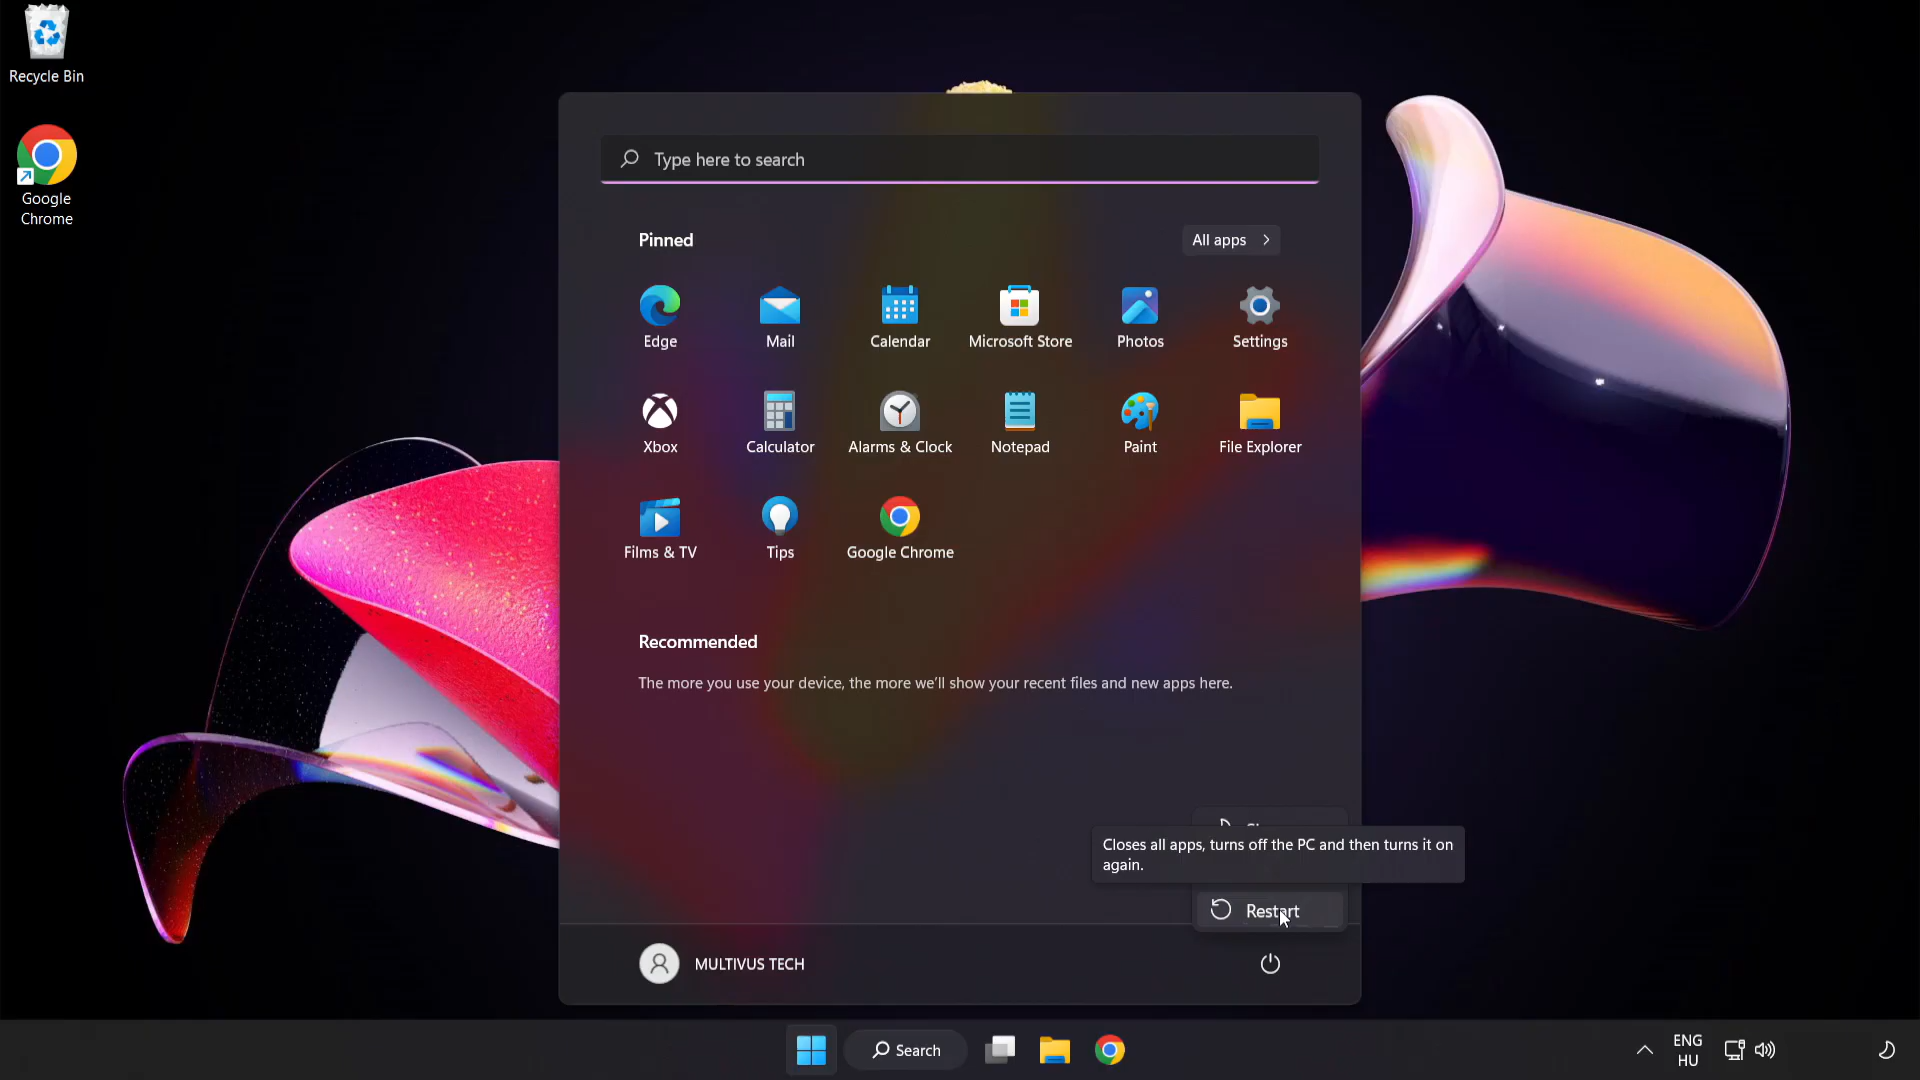 Recycle Bin
Google
Chrome
Type here to search
Pinned
All apps
Edge
Mail
Calendar
Microsoft Store
Photos
Settings
Xbox
Calculator
Alarms & Clock
Notepad
Paint
File Explorer
Films & TV
Tips
Google Chrome
Recommended
The more you use your device, the more we'll show your recent files and new apps here.
Closes all apps, turns off the PC and then turns it on
again.
Restart
MULTIVUS TECH
Search
ENG
HU